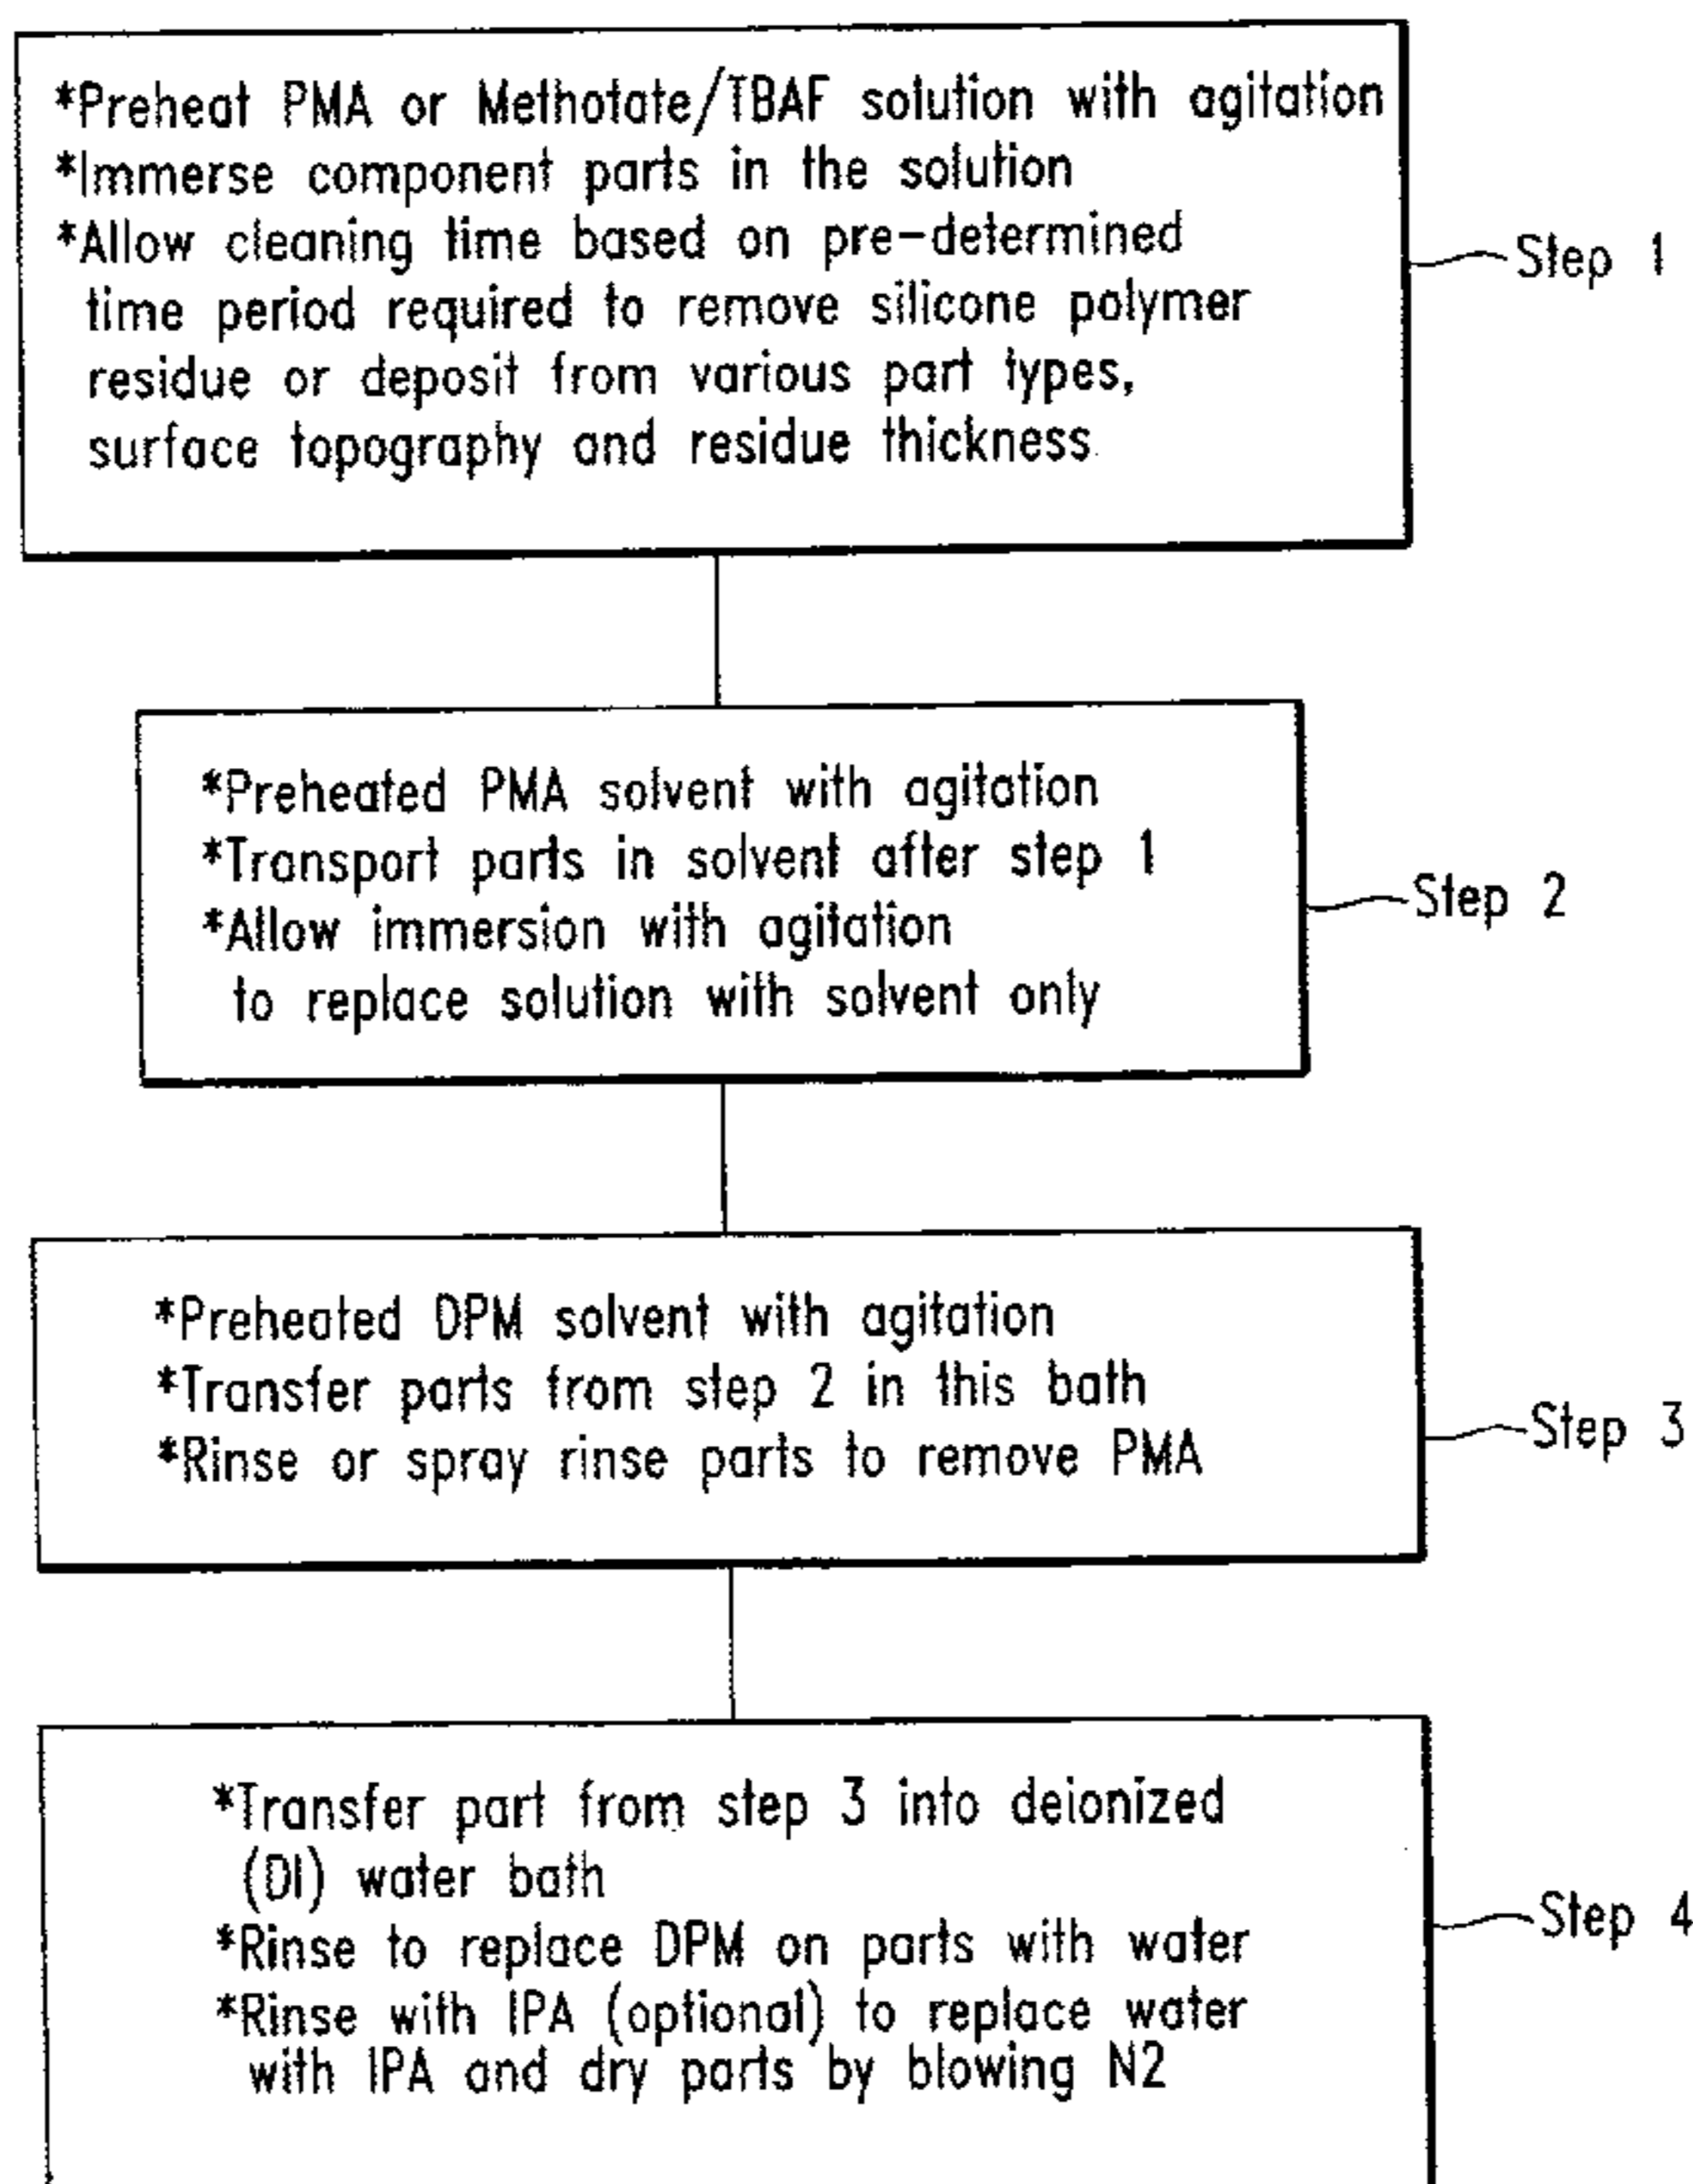 *Preheat PMA or Methotate/TBAF solution with agitation
*Immerse component parts in the solution
*Allow cleaning time based on pre-determined
time period required to remove silicone polymer
residue or deposit from various part types,
surface topography and residue thickness
Step 1
*Preheated PMA solvent with agitation
*Transport parts in solvent after step 1
*Allow immersion with agitation
to replace solution with solvent only
Step 2
*Preheated DPM solvent with agitation
*Transfer parts from step 2 in this bath
*Rinse or spray rinse parts to remove PMA
Step 3
*Transfer part from step 3 into deionized
(DI) water bath
*Rinse to replace DPM on parts with water
*Rinse with IPA (optional) to replace water
with IPA and dry parts by blowing N2
Step 4